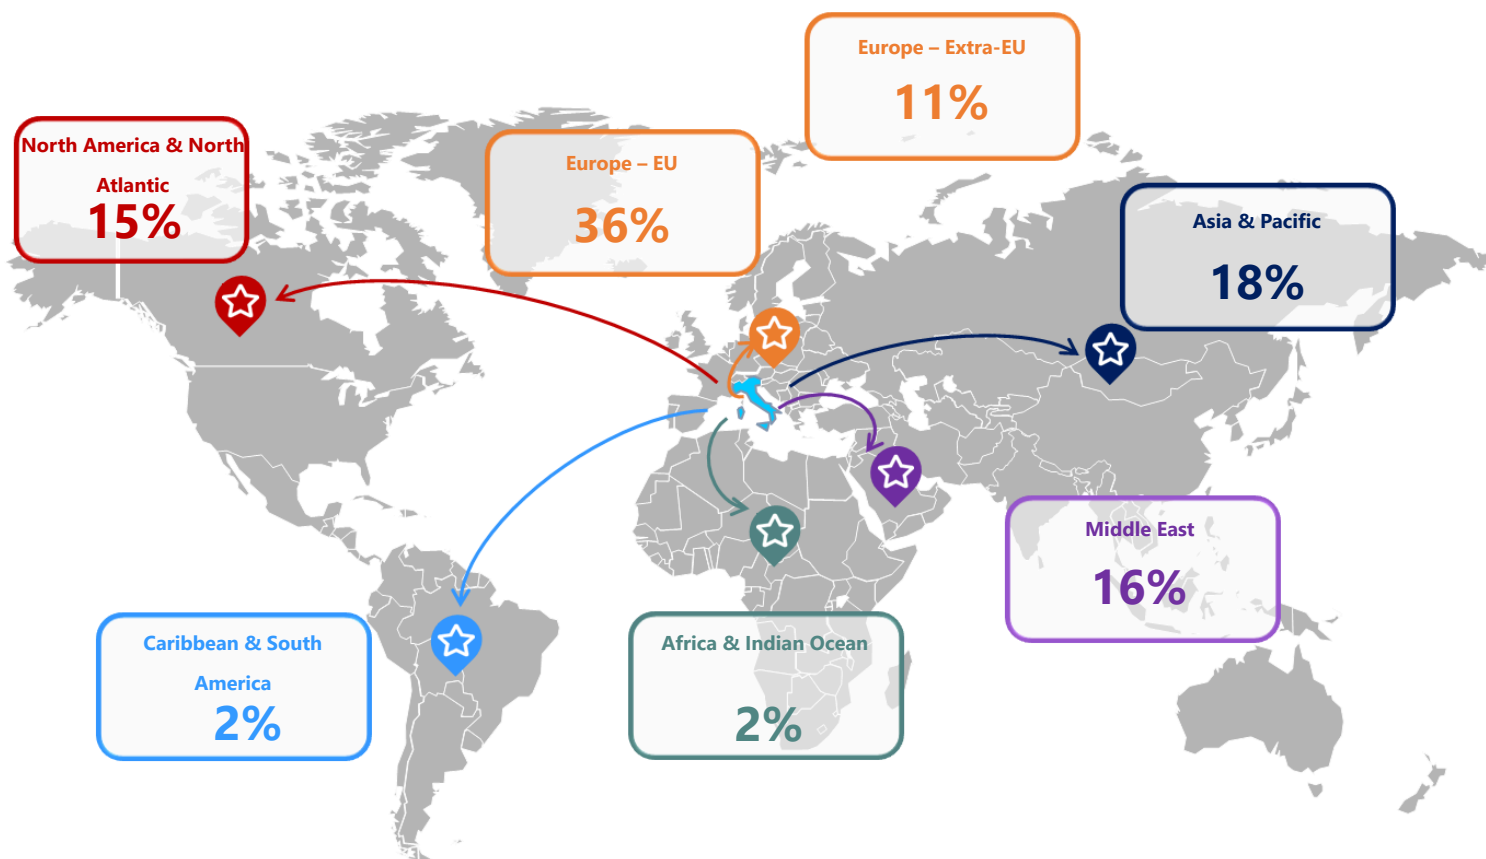 Europe – Extra-EU
11%
North America & North
Atlantic
15%
Europe – EU
36%
Asia & Pacific
18%
Middle East
16%
Caribbean & South
America
2%
Africa & Indian Ocean
2%